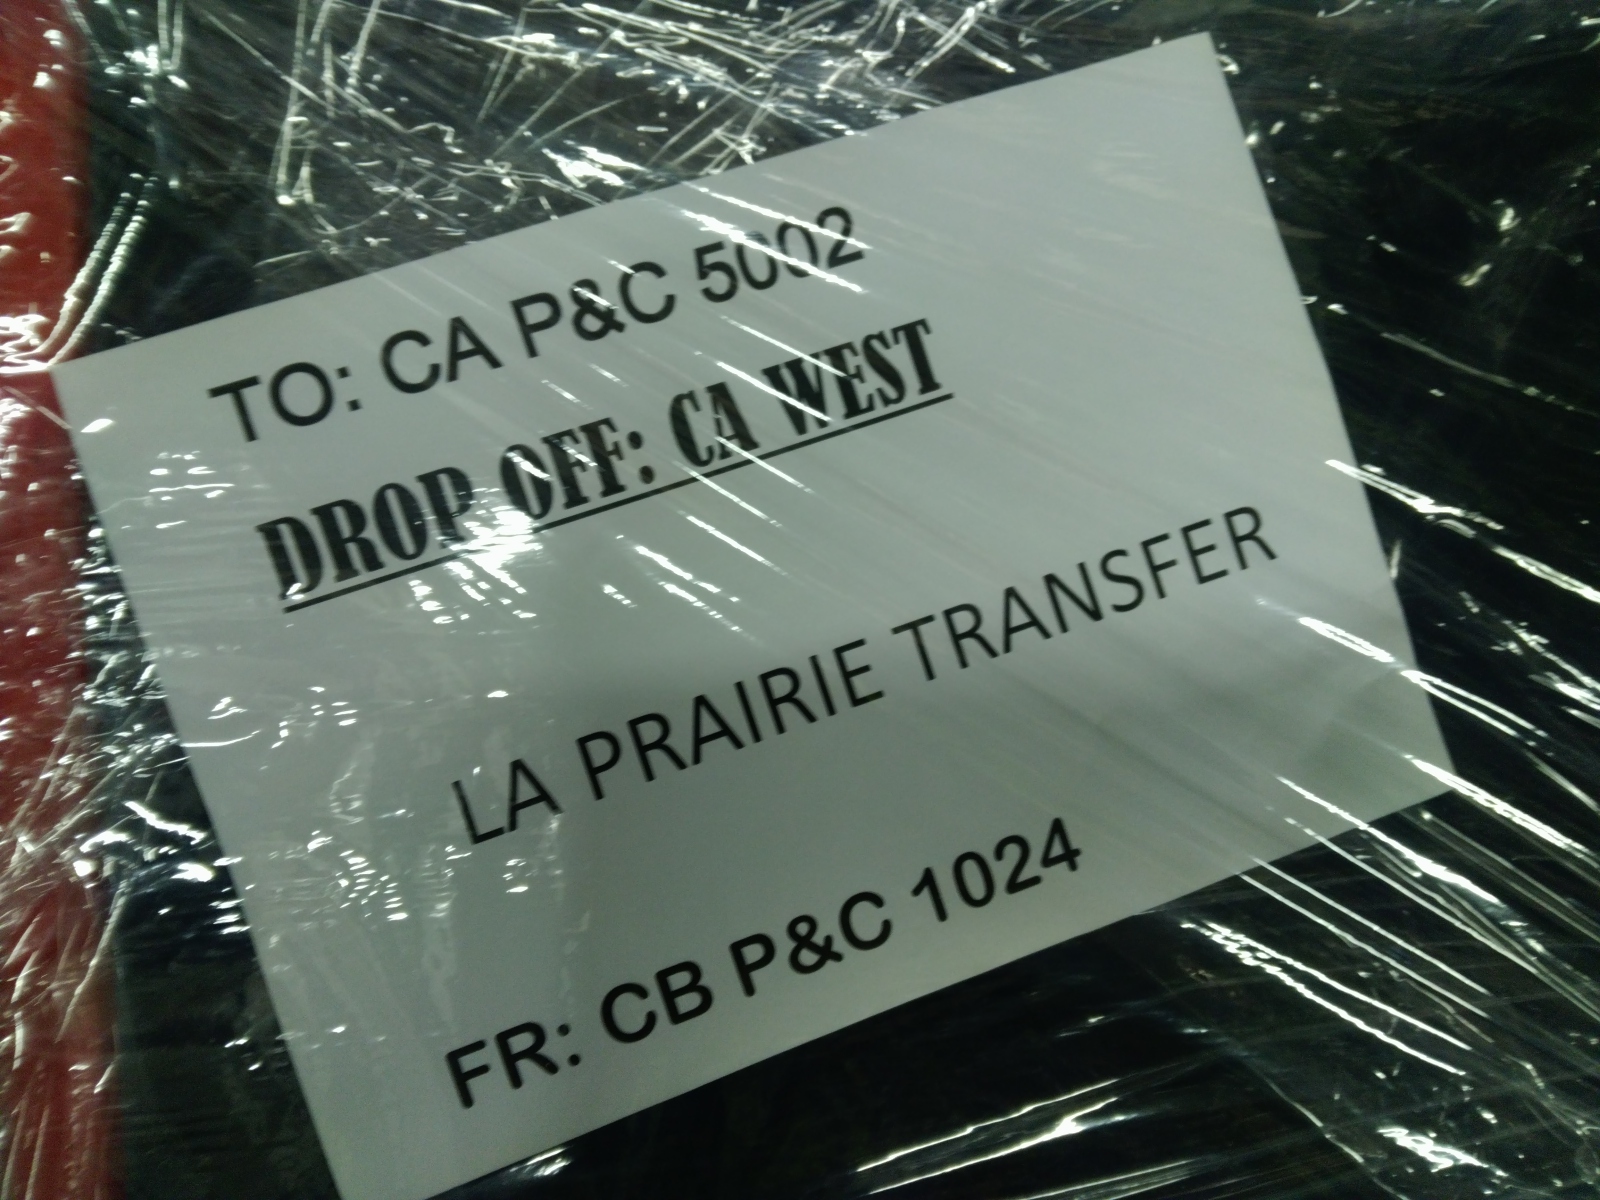 TO: CA P&C 5002
DROP OFF: CA WEST
LA PRAIRIE TRANSFER
FR: CB P&C 1024